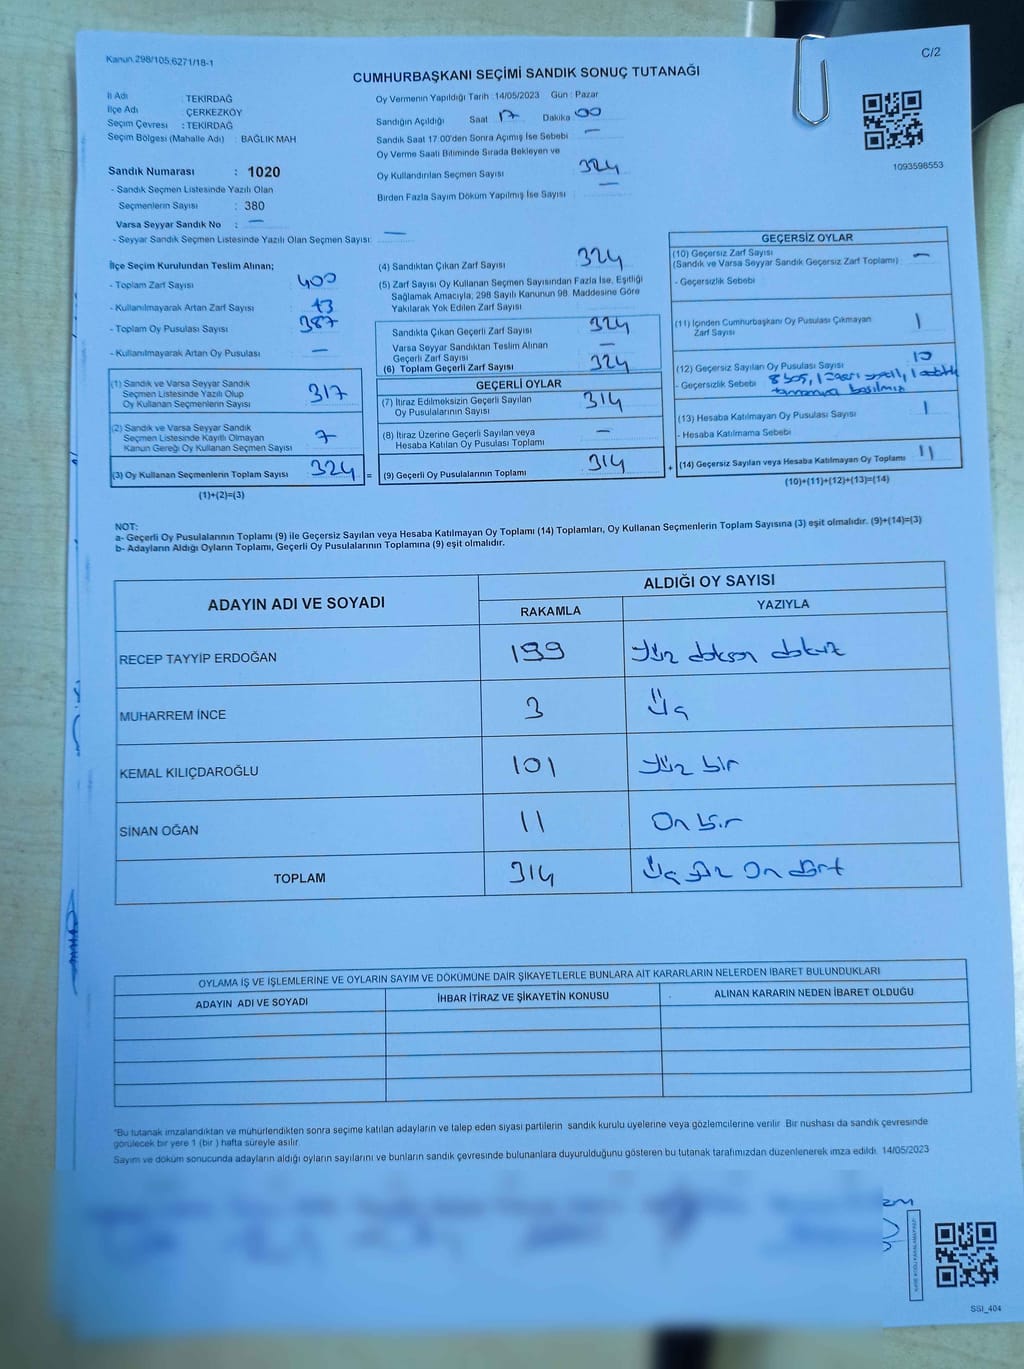 Kanun.298/105,6271/18-1
C/2
CUMHURBAŞKANI SEÇİMİ SANDIK SONUÇ TUTANAĞI
İl Adı : TEKİRDAĞ
İlçe Adı : ÇERKEZKÖY
Seçim Çevresi : TEKİRDAĞ
Seçim Bölgesi (Mahalle Adı) : BAĞLIK MAH
Sandık Numarası : 1020
- Sandık Seçmen Listesinde Yazılı Olan
Seçmenlerin Sayısı : 380
Varsa Seyyar Sandık No : —
- Seyyar Sandık Seçmen Listesinde Yazılı Olan Seçmen Sayısı: —
Oy Vermenin Yapıldığı Tarih : 14/05/2023 Gün : Pazar
Sandığın Açıldığı Saat 17 Dakika 00
Sandık Saat 17:00'den Sonra Açımış İse Sebebi —
Oy Verme Saati Bitiminde Sırada Bekleyen ve
Oy Kullandırılan Seçmen Sayısı 324
Birden Fazla Sayım Döküm Yapılmış İse Sayısı —
1093598553
İlçe Seçim Kurulundan Teslim Alınan;
- Toplam Zarf Sayısı 400
- Kullanılmayarak Artan Zarf Sayısı 13
- Toplam Oy Pusulası Sayısı 387
- Kullanılmayarak Artan Oy Pusulası —
(1) Sandık ve Varsa Seyyar Sandık
Seçmen Listesinde Yazılı Olup
Oy Kullanan Seçmenlerin Sayısı 317
(2) Sandık ve Varsa Seyyar Sandık
Seçmen Listesinde Kayıtlı Olmayan
Kanun Gereği Oy Kullanan Seçmen Sayısı 7
(3) Oy Kullanan Seçmenlerin Toplam Sayısı 324 =
(1)+(2)=(3)
(4) Sandıktan Çıkan Zarf Sayısı 324
(5) Zarf Sayısı Oy Kullanan Seçmen Sayısından Fazla İse, Eşitliği
Sağlamak Amacıyla; 298 Sayılı Kanunun 98. Maddesine Göre
Yakılarak Yok Edilen Zarf Sayısı
Sandıkta Çıkan Geçerli Zarf Sayısı 324
Varsa Seyyar Sandıktan Teslim Alınan
Geçerli Zarf Sayısı —
(6) Toplam Geçerli Zarf Sayısı 324
GEÇERLİ OYLAR
(7) İtiraz Edilmeksizin Geçerli Sayılan
Oy Pusulalarının Sayısı 314
(8) İtiraz Üzerine Geçerli Sayılan veya
Hesaba Katılan Oy Pusulası Toplamı —
(9) Geçerli Oy Pusulalarının Toplamı 314 +
GEÇERSİZ OYLAR
(10) Geçersiz Zarf Sayısı
(Sandık ve Varsa Seyyar Sandık Geçersiz Zarf Toplamı) —
- Geçersizlik Sebebi
(11) İçinden Cumhurbaşkanı Oy Pusulası Çıkmayan
Zarf Sayısı 1
(12) Geçersiz Sayılan Oy Pusulası Sayısı 10
- Geçersizlik Sebebi 8 boş, 1
basılmış
(13) Hesaba Katılmayan Oy Pusulası Sayısı 1
- Hesaba Katılmama Sebebi
(14) Geçersiz Sayılan veya Hesaba Katılmayan Oy Toplamı 11
(10)+(11)+(12)+(13)=(14)
NOT:
a- Geçerli Oy Pusulalarının Toplamı (9) ile Geçersiz Sayılan veya Hesaba Katılmayan Oy Toplamı (14) Toplamları, Oy Kullanan Seçmenlerin Toplam Sayısına (3) eşit olmalıdır. (9)+(14)=(3)
b- Adayların Aldığı Oyların Toplamı, Geçerli Oy Pusulalarının Toplamına (9) eşit olmalıdır.
ADAYIN ADI VE SOYADI
ALDIĞI OY SAYISI
RAKAMLA YAZIYLA
RECEP TAYYİP ERDOĞAN 199 Yüz doksan dokuz
MUHARREM İNCE 3 Üç
KEMAL KILIÇDAROĞLU 101 Yüz bir
SİNAN OĞAN 11 On bir
TOPLAM 314 Üç Yüz On dört
OYLAMA İŞ VE İŞLEMLERİNE VE OYLARIN SAYIM VE DÖKÜMÜNE DAİR ŞİKAYETLERLE BUNLARA AİT KARARLARIN NELERDEN İBARET BULUNDUKLARI
ADAYIN ADI VE SOYADI İHBAR İTİRAZ VE ŞİKAYETİN KONUSU ALINAN KARARIN NEDEN İBARET OLDUĞU
"Bu tutanak imzalandıktan ve mühürlendikten sonra seçime katılan adayların ve talep eden siyasi partilerin sandık kurulu üyelerine veya gözlemcilerine verilir. Bir nüshası da sandık çevresinde
görülecek bir yere 1 (bir) hafta süreyle asılır.
Sayım ve döküm sonucunda adayların aldığı oyların sayılarını ve bunların sandık çevresinde bulunanlara duyurulduğunu gösteren bu tutanak tarafımızdan düzenlenerek imza edildi. 14/05/2023
SSI_404